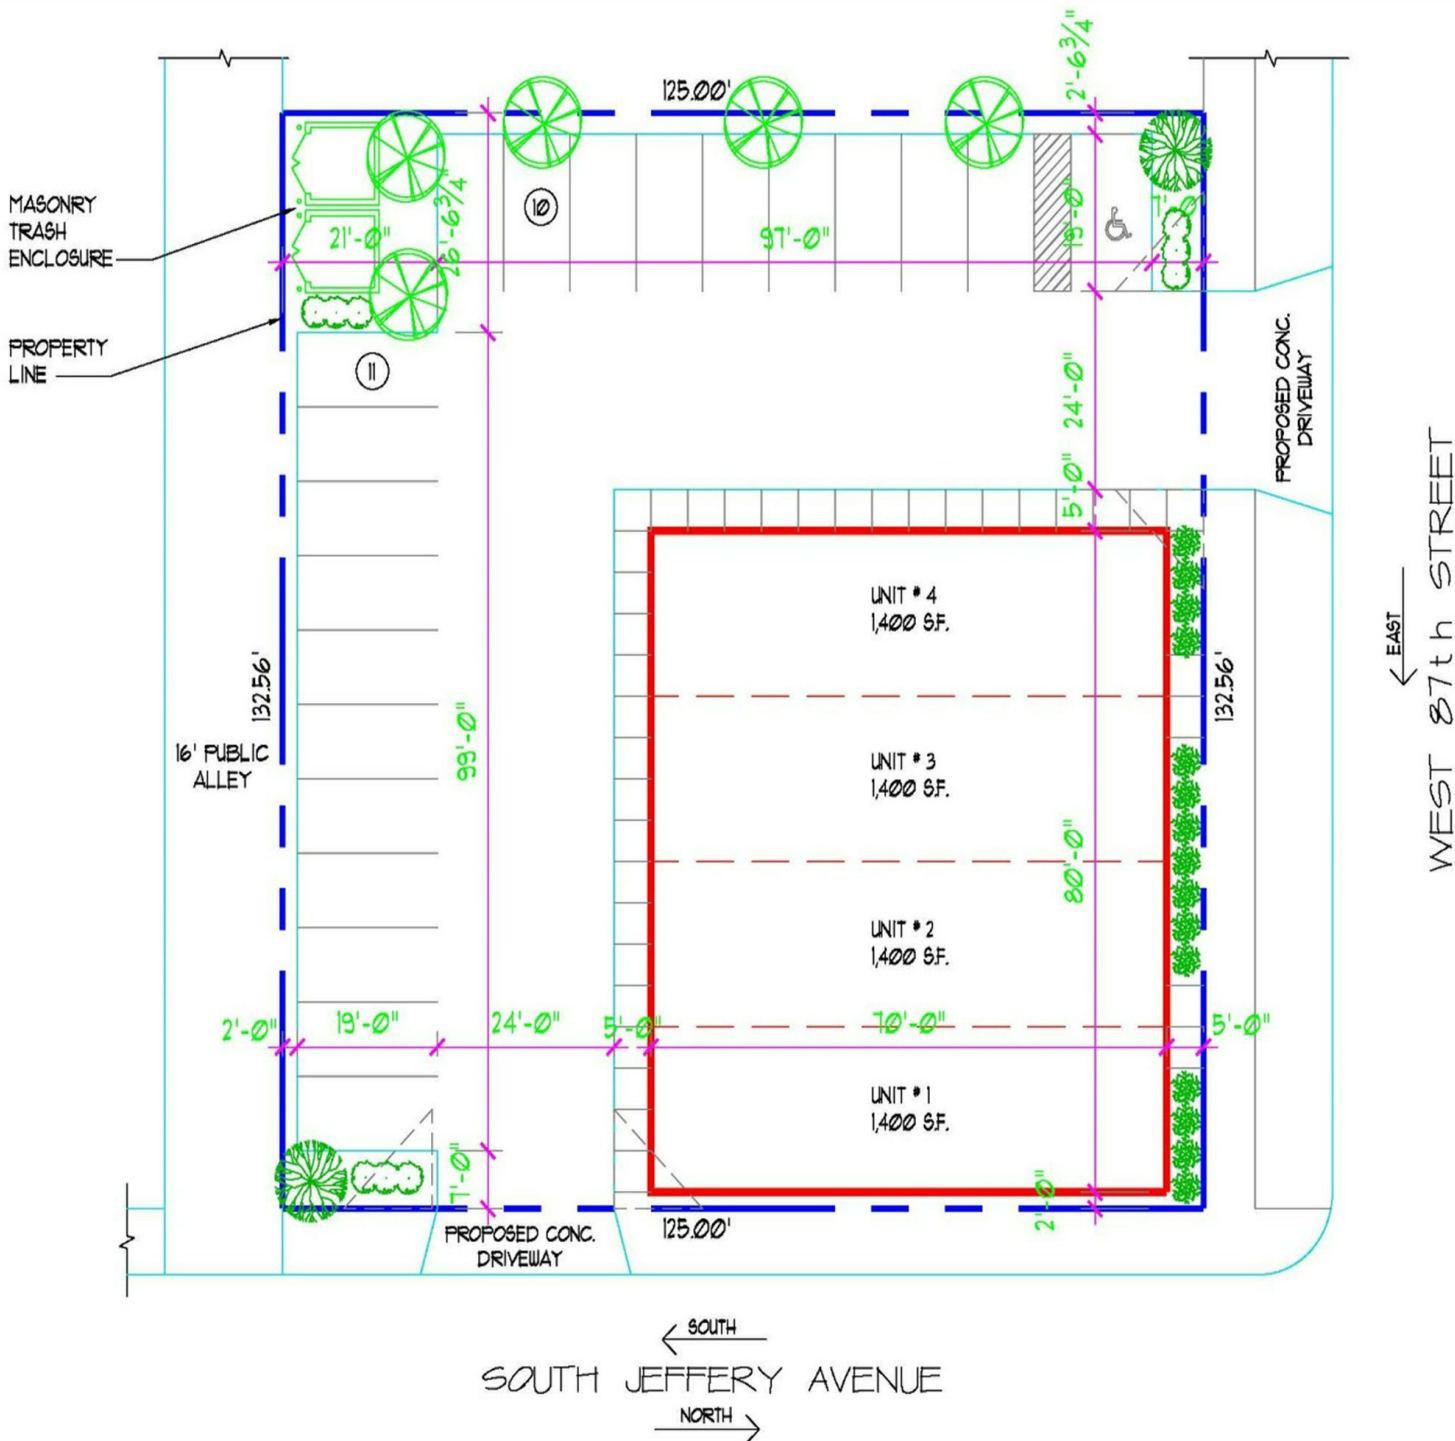 2'-6¾"
125.00'
MASONRY
TRASH
ENCLOSURE
21'-0"
26'-6¾"
10
97'-0"
19'-0"
7'-0"
PROPERTY
LINE
11
24'-0"
PROPOSED CONC.
DRIVEWAY
5'-0"
WEST 87th STREET
EAST
UNIT # 4
1,400 S.F.
132.56'
132.56'
99'-0"
16' PUBLIC
ALLEY
UNIT # 3
1,400 S.F.
80'-0"
UNIT # 2
1,400 S.F.
2'-0"
19'-0"
24'-0"
5'-0"
70'-0"
5'-0"
UNIT # 1
1,400 S.F.
7'-0"
2'-0"
PROPOSED CONC.
DRIVEWAY
125.00'
SOUTH
SOUTH JEFFERY AVENUE
NORTH